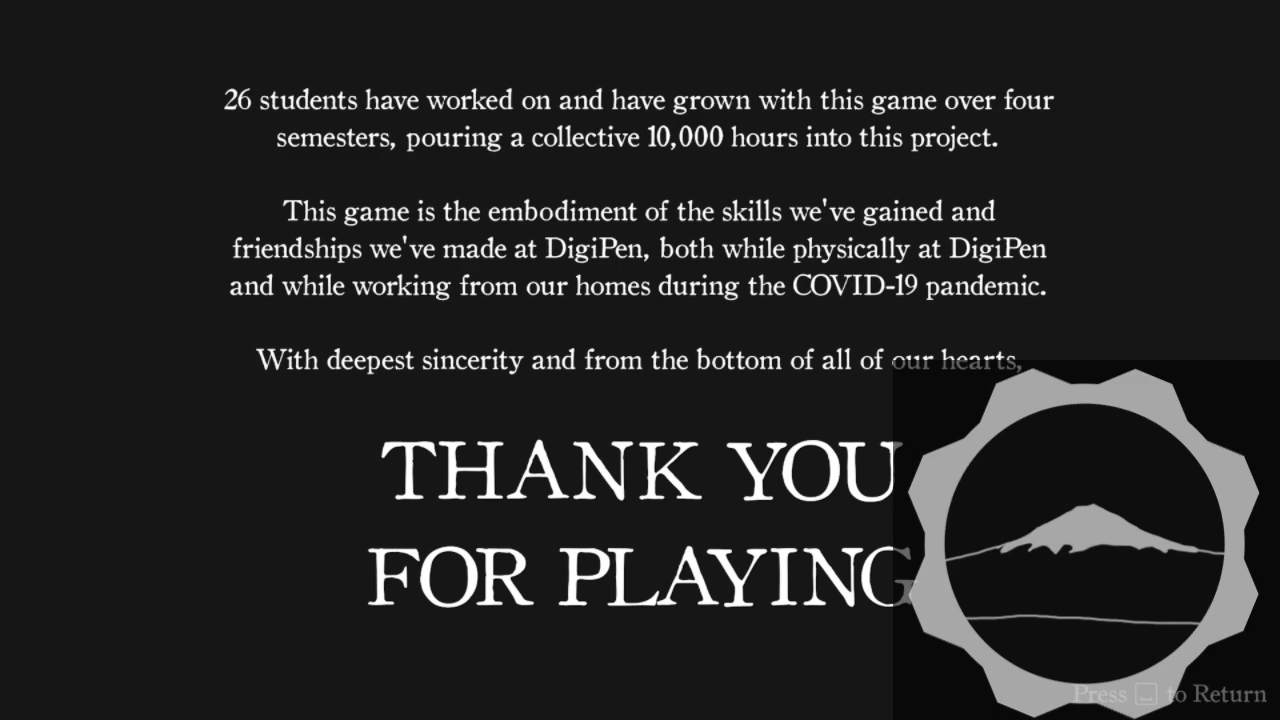 26 students have worked on and have grown with this game over four
semesters, pouring a collective 10,000 hours into this project.
This game is the embodiment of the skills we've gained and
friendships we've made at DigiPen, both while physically at DigiPen
and while working from our homes during the COVID-19 pandemic.
With deepest sincerity and from the bottom of all of our hearts,
THANK YOU
FOR PLAYING
Press to Return